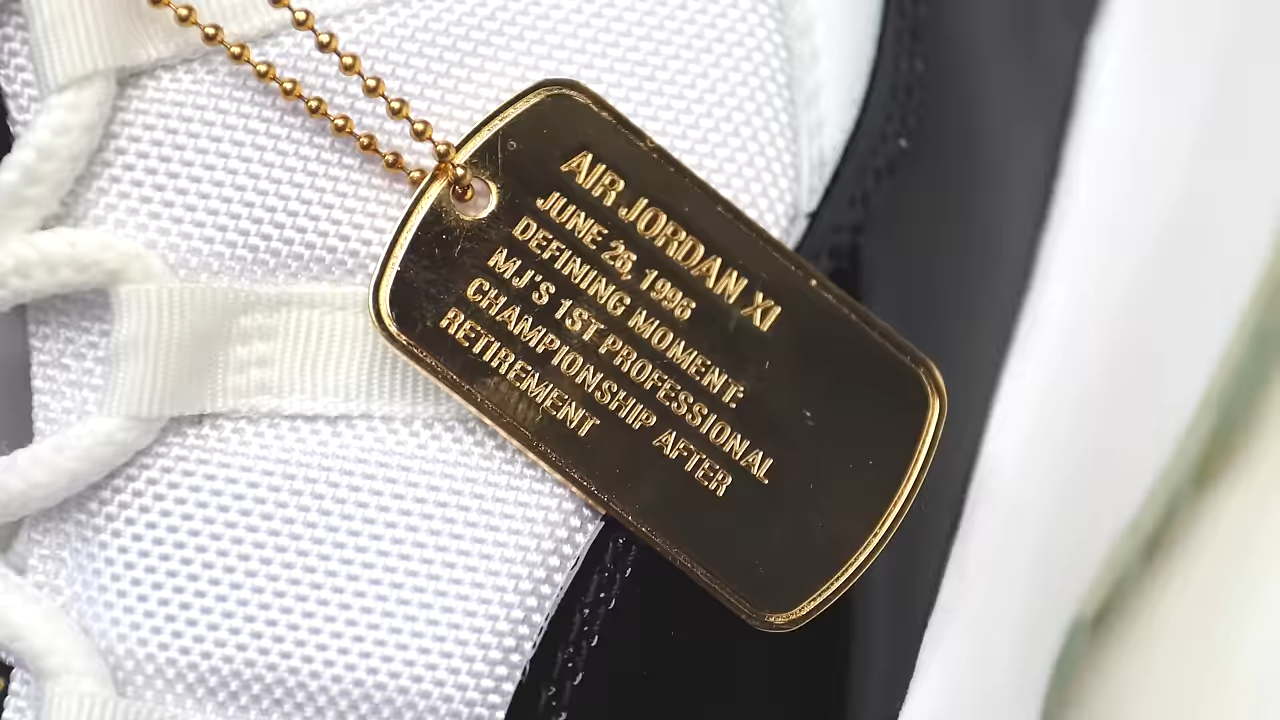 AIR JORDAN XI
JUNE 26, 1996
DEFINING MOMENT:
MJ'S 1ST PROFESSIONAL
CHAMPIONSHIP AFTER
RETIREMENT